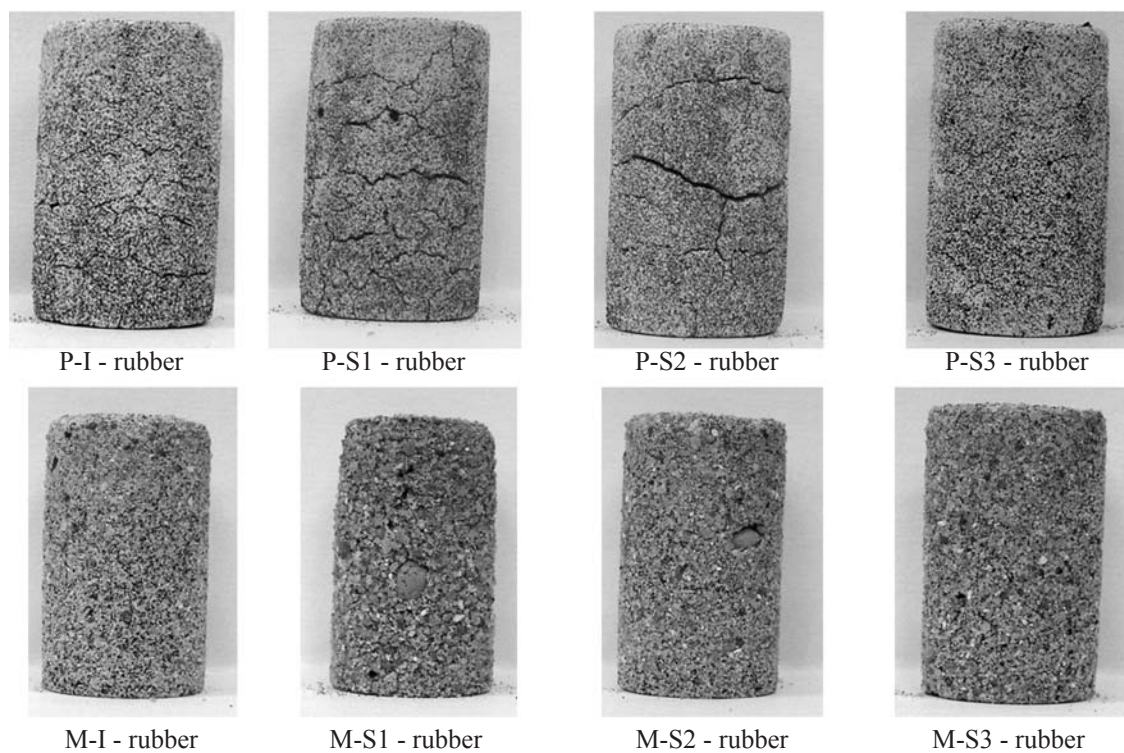 P-I - rubber
P-S1 - rubber
P-S2 - rubber
P-S3 - rubber
M-I - rubber
M-S1 - rubber
M-S2 - rubber
M-S3 - rubber